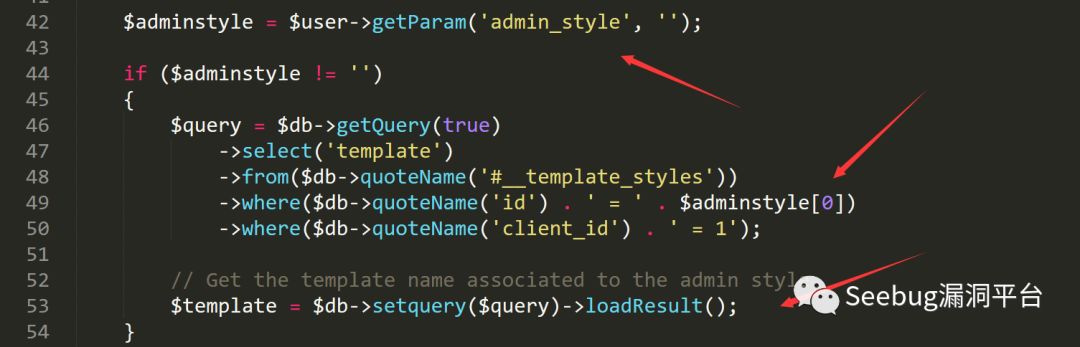 41
42 $adminstyle = $user->getParam('admin_style', '');
43
44 if ($adminstyle != '')
45 {
46 $query = $db->getQuery(true)
47 ->select('template')
48 ->from($db->quoteName('#__template_styles'))
49 ->where($db->quoteName('id') . ' = ' . $adminstyle[0])
50 ->where($db->quoteName('client_id') . ' = 1');
51
52 // Get the template name associated to the admin style
53 $template = $db->setquery($query)->loadResult();
54 }
Seebug漏洞平台